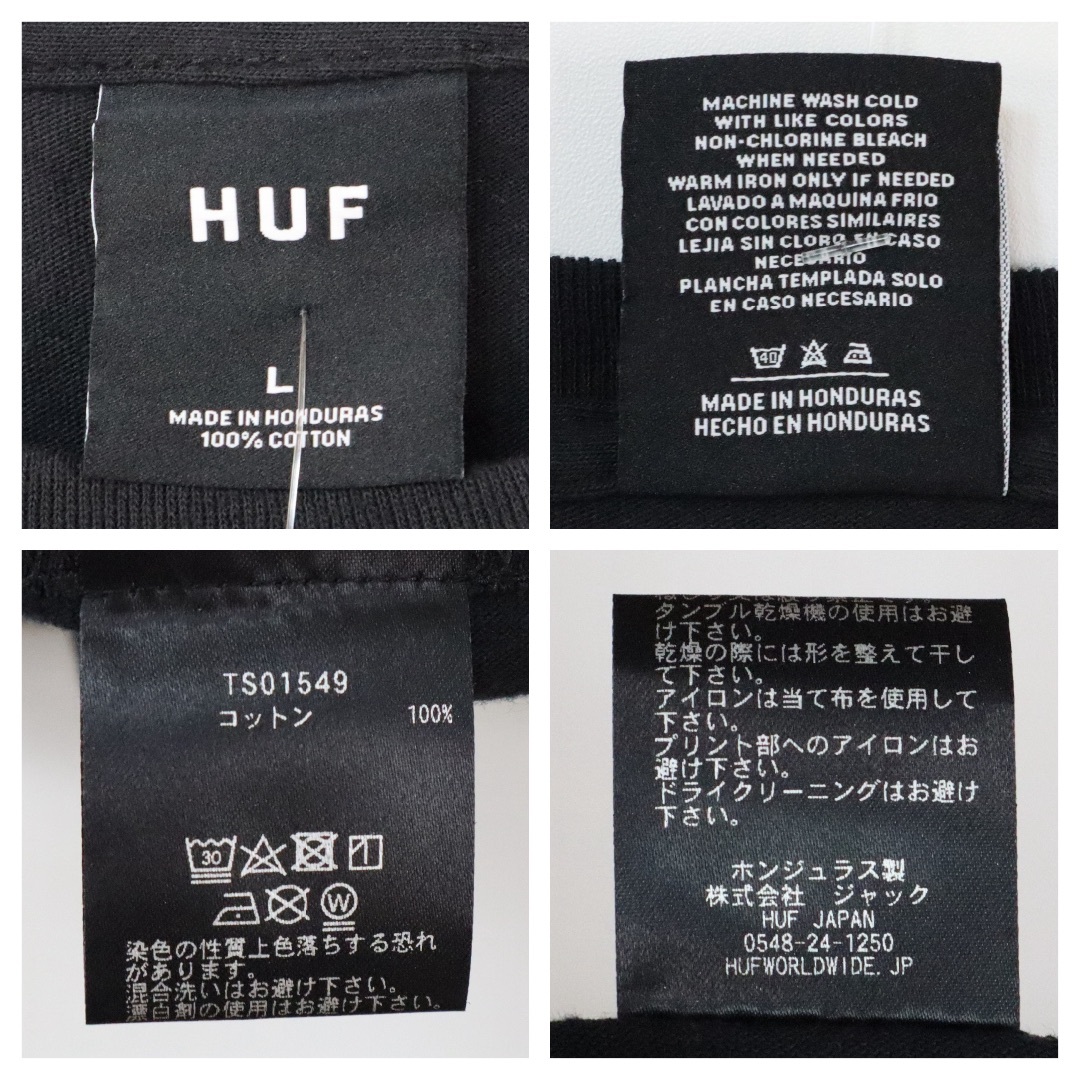 HUF
L
MADE IN HONDURAS
100% COTTON
MACHINE WASH COLD
WITH LIKE COLORS
NON-CHLORINE BLEACH
WHEN NEEDED
WARM IRON ONLY IF NEEDED
LAVADO A MAQUINA FRIO
CON COLORES SIMILAIRES
LEJIA SIN CLORO EN CASO
NECESARIO
PLANCHA TEMPLADA SOLO
EN CASO NECESARIO
40
MADE IN HONDURAS
HECHO EN HONDURAS
TS01549
コットン 100%
30
W
染色の性質上色落ちする恐れ
があります。
混合洗いはお避け下さい。
漂白剤の使用はお避け下さい。
タンブル乾燥機の使用はお避
け下さい。
乾燥の際には形を整えて干し
て下さい。
アイロンは当て布を使用して
下さい。
プリント部へのアイロンはお
避け下さい。
ドライクリーニングはお避け
下さい。
ホンジュラス製
株式会社 ジャック
HUF JAPAN
0548-24-1250
HUFWORLDWIDE.JP